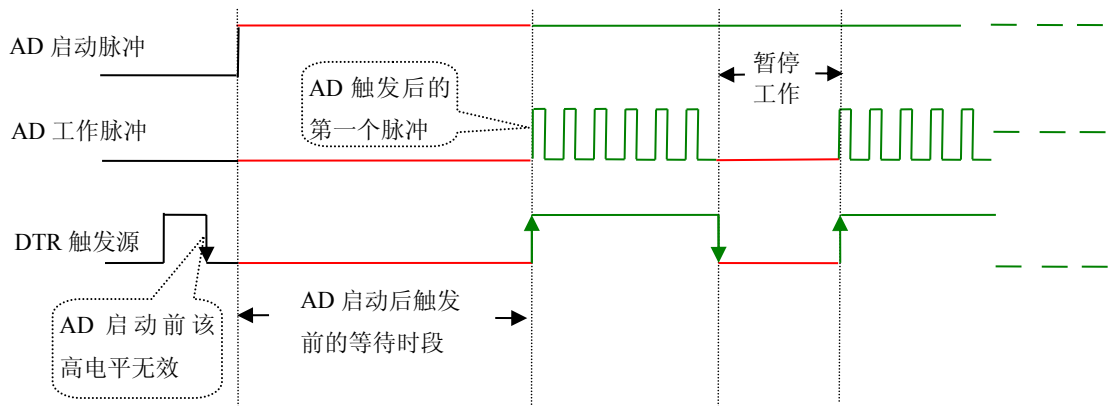 AD 启动脉冲
暂停
工作
AD 触发后的
第一个脉冲
AD 工作脉冲
DTR 触发源
AD 启动后触发
前的等待时段
AD 启动前该
高电平无效